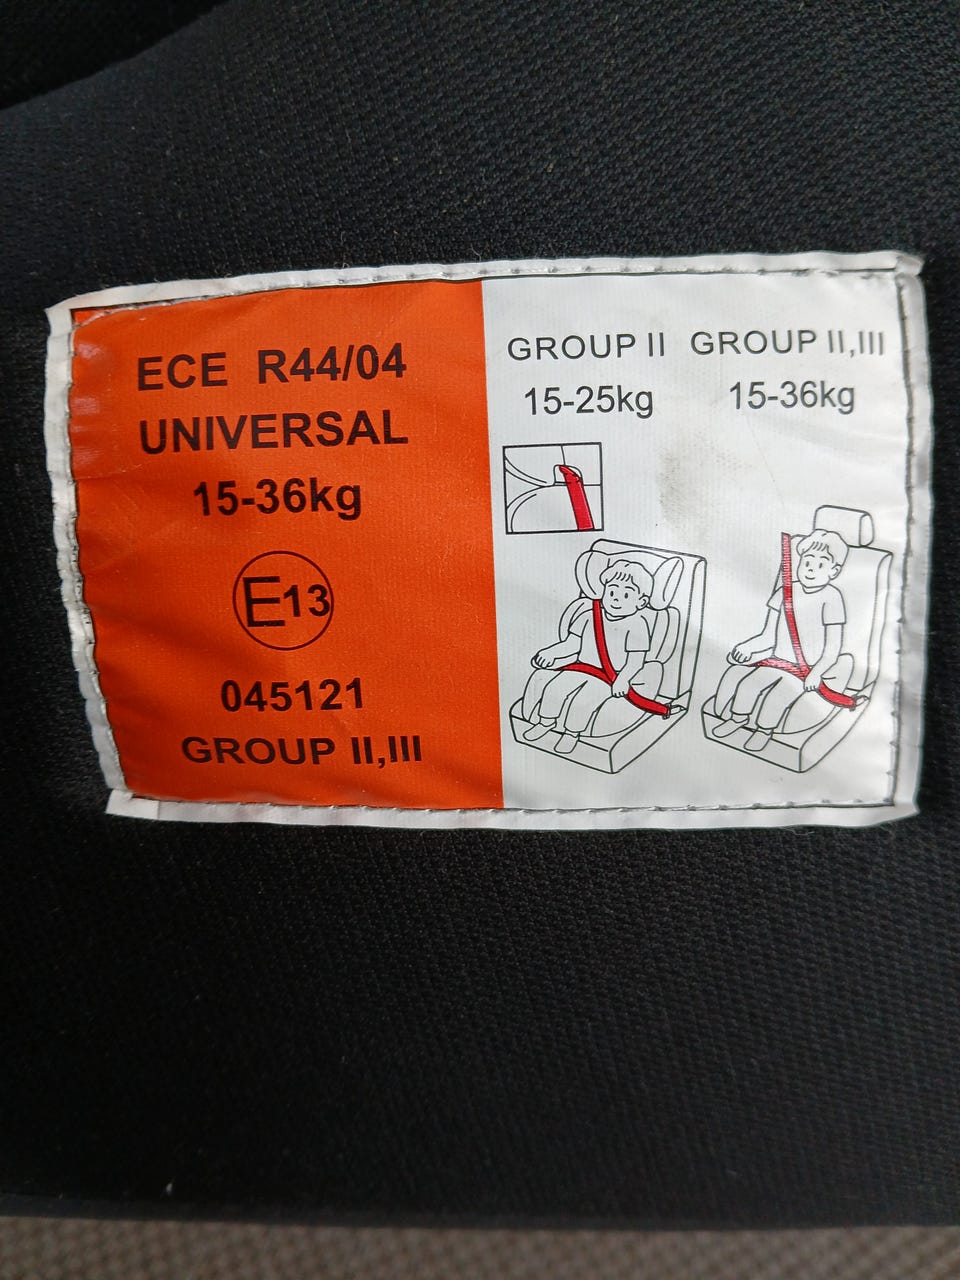 ECE R44/04
UNIVERSAL
15-36kg
E13
045121
GROUP II,III
GROUP II
15-25kg
GROUP II,III
15-36kg